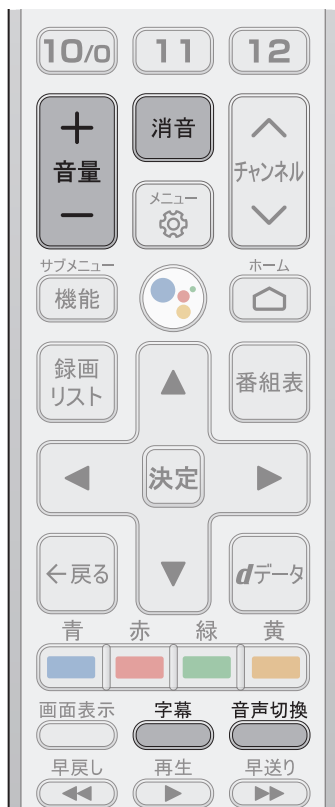 10/0 11 12
+
音量
−
消音
チャンネル
メニュー
サブメニュー
機能
ホーム
録画
リスト
番組表
決定
←戻る
dデータ
青 赤 緑 黄
画面表示 字幕 音声切換
早戻し 再生 早送り